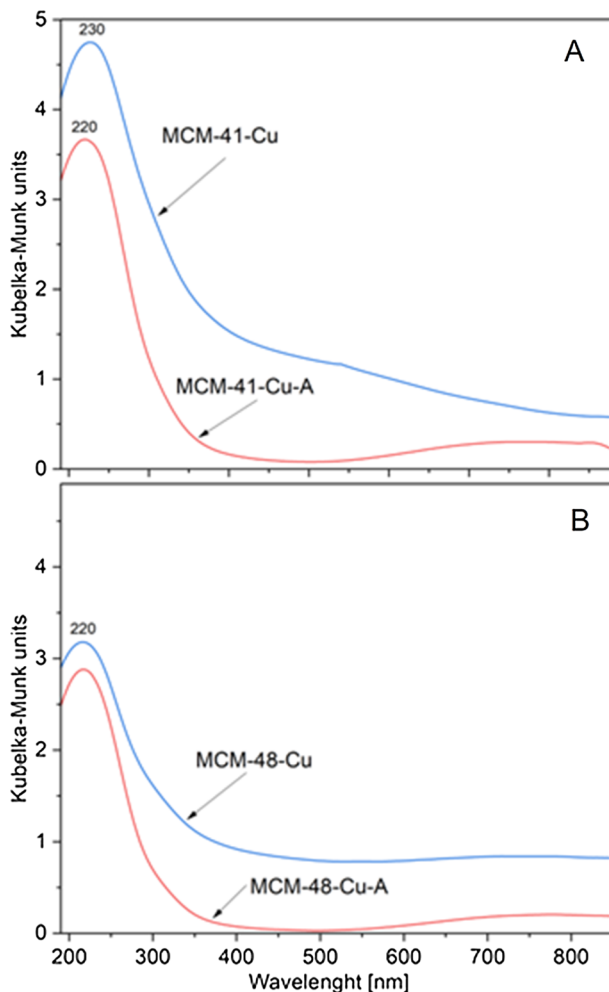 A
5
230
4
220
MCM-41-Cu
3
Kubelka-Munk units
2
1
MCM-41-Cu-A
0
B
4
220
3
Kubelka-Munk units
2
MCM-48-Cu
1
MCM-48-Cu-A
0
200 300 400 500 600 700 800
Wavelenght [nm]